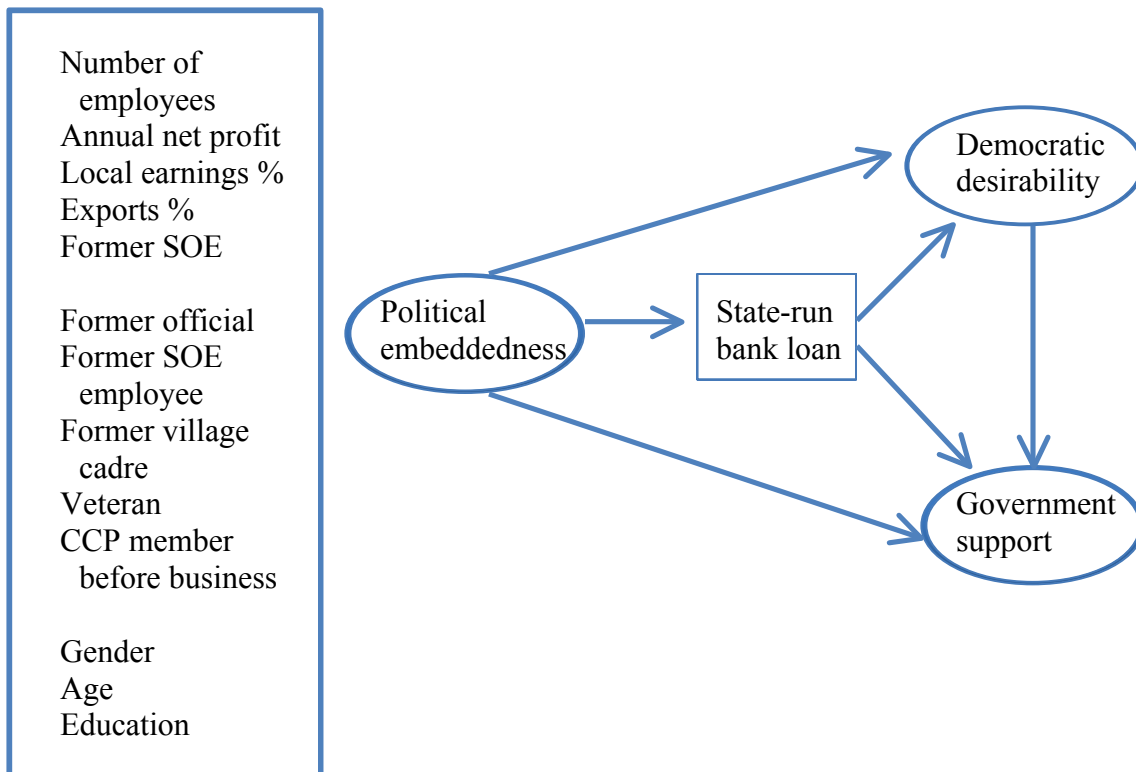 Number of
employees
Annual net profit
Local earnings %
Exports %
Former SOE
Former official
Former SOE
employee
Former village
cadre
Veteran
CCP member
before business
Gender
Age
Education
Political
embeddedness
State-run
bank loan
Democratic
desirability
Government
support